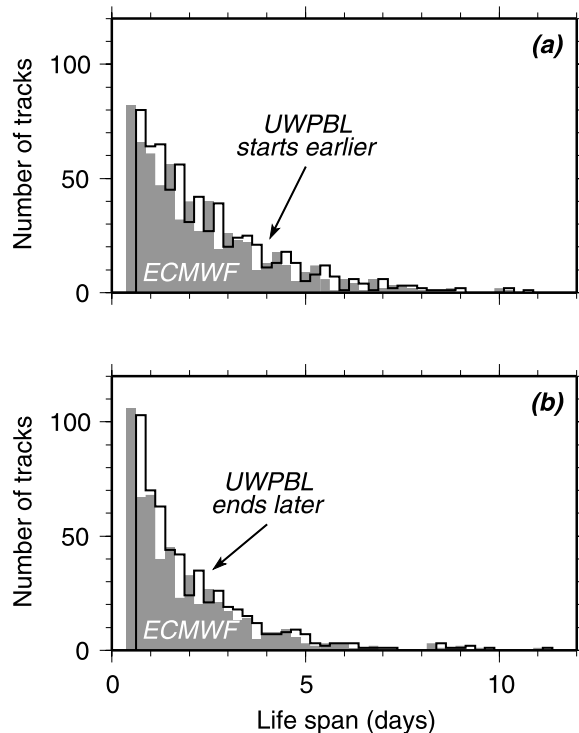 (a)
100
UWPBL
starts earlier
50
ECMWF
0
Number of tracks
(b)
100
UWPBL
ends later
50
ECMWF
0
Number of tracks
0 5 10
Life span (days)